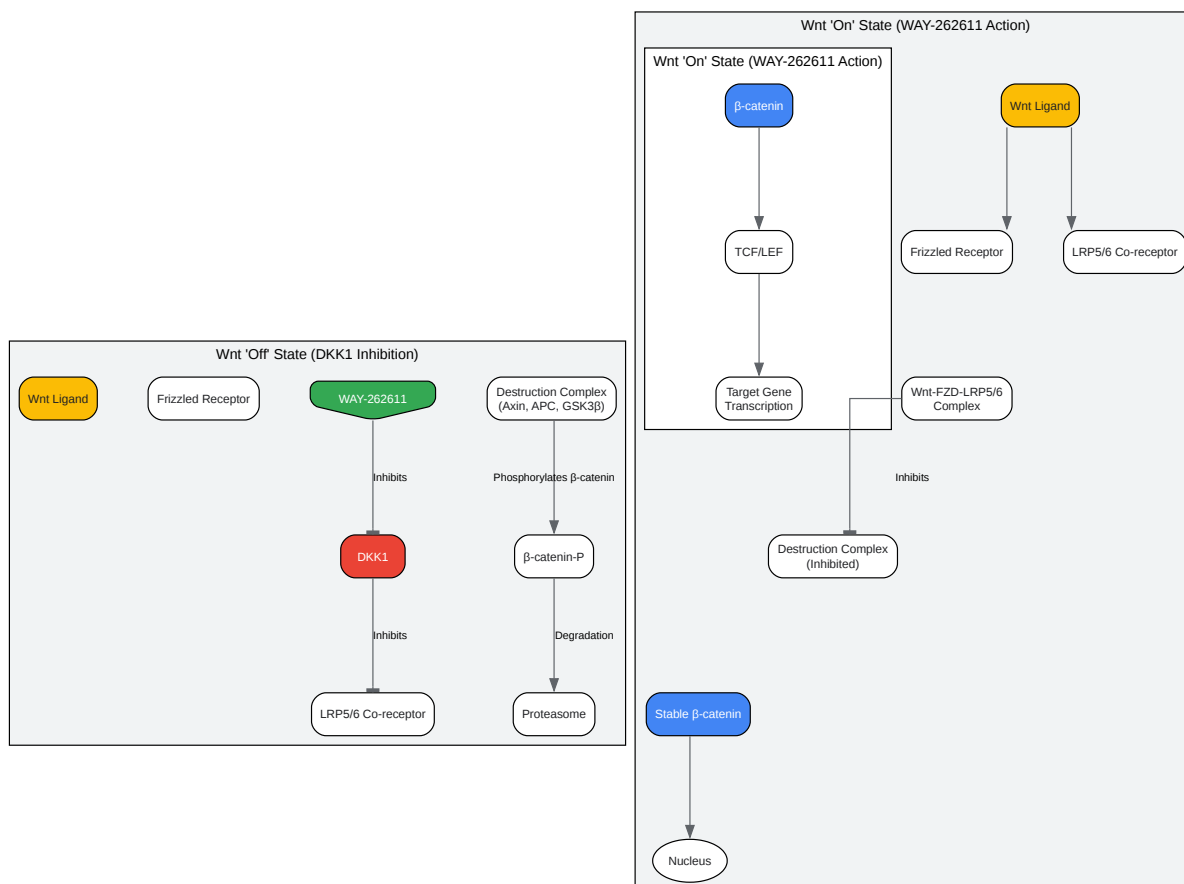 Wnt 'On' State (WAY-262611 Action)
Wnt 'On' State (WAY-262611 Action)
β-catenin
Wnt Ligand
TCF/LEF
Frizzled Receptor
LRP5/6 Co-receptor
Target Gene
Transcription
Wnt-FZD-LRP5/6
Complex
Inhibits
Destruction Complex
(Inhibited)
Stable β-catenin
Nucleus
Wnt 'Off' State (DKK1 Inhibition)
Wnt Ligand
Frizzled Receptor
WAY-262611
Destruction Complex
(Axin, APC, GSK3β)
Inhibits
Phosphorylates β-catenin
DKK1
β-catenin-P
Inhibits
Degradation
LRP5/6 Co-receptor
Proteasome